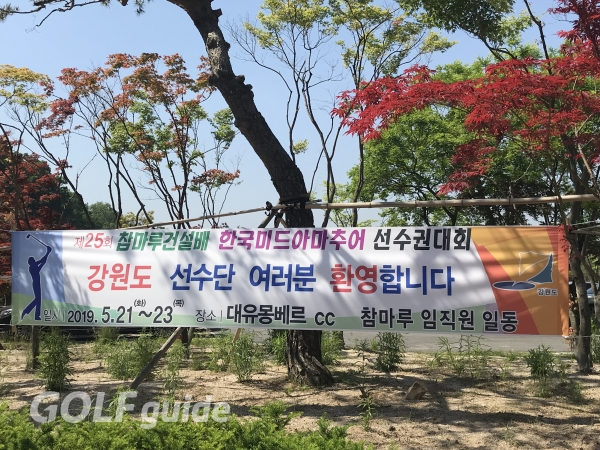 제25회 참마루건설배 한국미드아마추어 선수권대회
강원도 선수단 여러분 환영합니다
강원도
일시 2019. 5. 21(화)~23(목) 장소 대유몽베르 CC 참마루 임직원 일동
GOLF guide